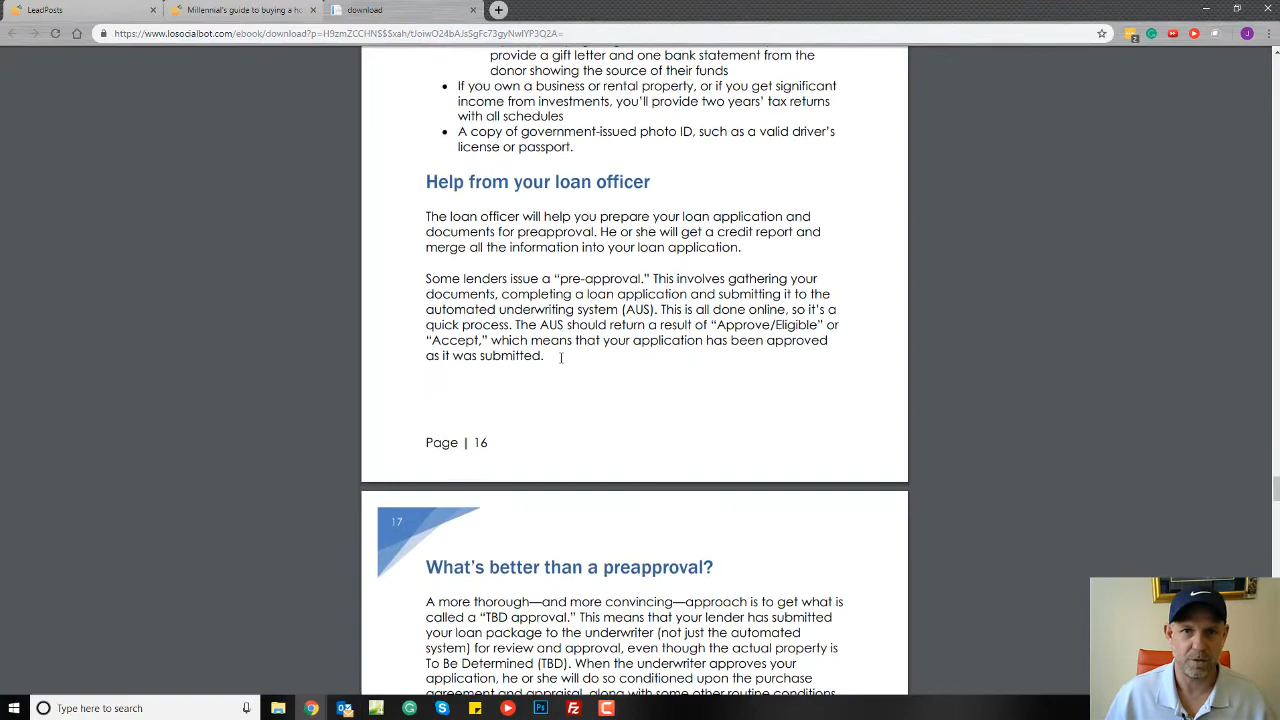 LeadPosts
Millennial's guide to buying a ho
download
https://www.losocialbot.com/ebook/download?p=
provide a gift letter and one bank statement from the
donor showing the source of their funds
• If you own a business or rental property, or if you get significant
income from investments, you'll provide two years' tax returns
with all schedules
• A copy of government-issued photo ID, such as a valid driver's
license or passport.
Help from your loan officer
The loan officer will help you prepare your loan application and
documents for preapproval. He or she will get a credit report and
merge all the information into your loan application.
Some lenders issue a “pre-approval.” This involves gathering your
documents, completing a loan application and submitting it to the
automated underwriting system (AUS). This is all done online, so it's a
quick process. The AUS should return a result of “Approve/Eligible” or
“Accept,” which means that your application has been approved
as it was submitted.
Page | 16
17
What's better than a preapproval?
A more thorough—and more convincing—approach is to get what is
called a “TBD approval.” This means that your lender has submitted
your loan package to the underwriter (not just the automated
system) for review and approval, even though the actual property is
To Be Determined (TBD). When the underwriter approves your
application, he or she will do so conditioned upon the purchase
agreement and appraisal, along with some other routine conditions
Type here to search